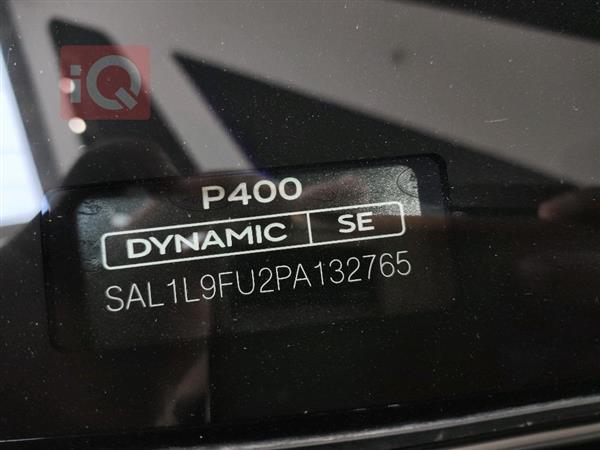 iQ
P400
DYNAMIC SE
SAL1L9FU2PA132765